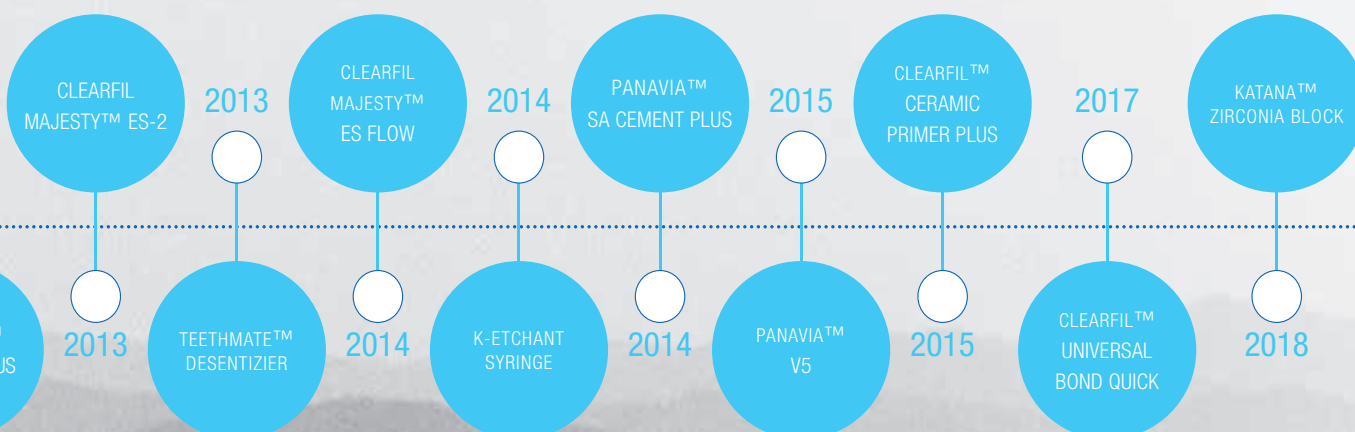 CLEARFIL
MAJESTY™ ES-2
2013
CLEARFIL
MAJESTY™
ES FLOW
2014
PANAVIA™
SA CEMENT PLUS
2015
CLEARFIL™
CERAMIC
PRIMER PLUS
2017
KATANA™
ZIRCONIA BLOCK
2013
TEETHMATE™
DESENTIZIER
2014
K-ETCHANT
SYRINGE
2014
PANAVIA™
V5
2015
CLEARFIL™
UNIVERSAL
BOND QUICK
2018